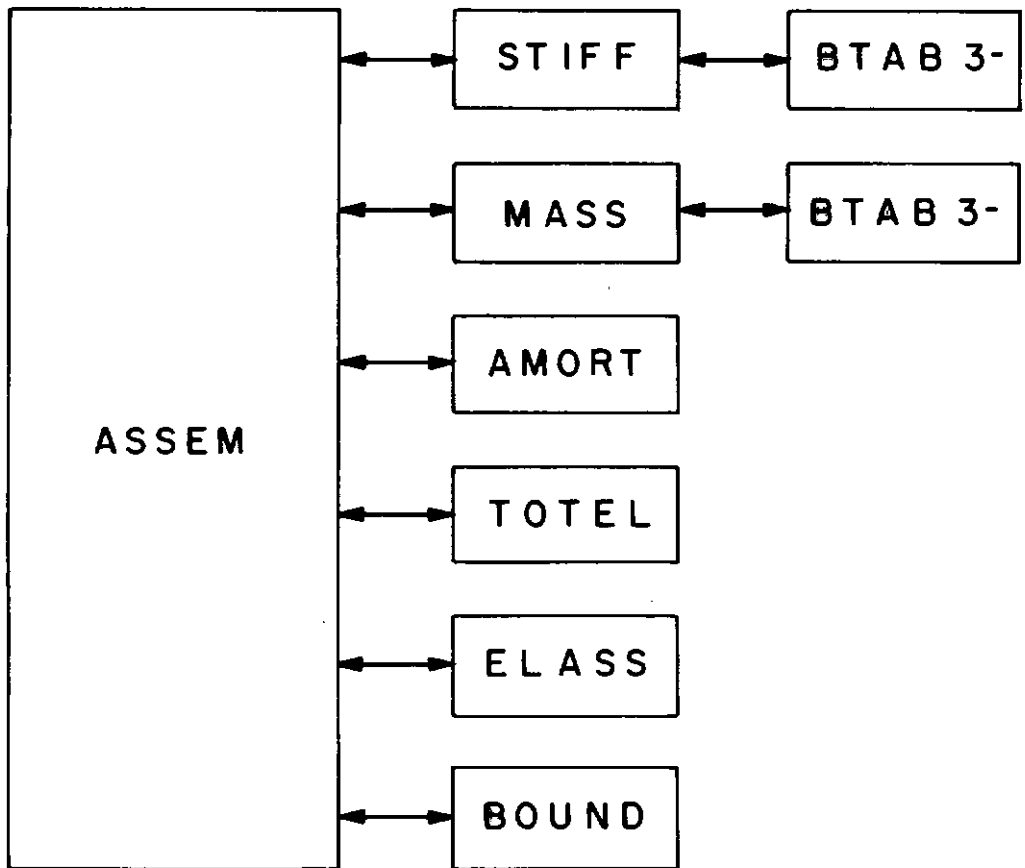 STIFF
BTAB 3-
MASS
BTAB 3-
AMORT
ASSEM
TOTEL
ELASS
BOUND